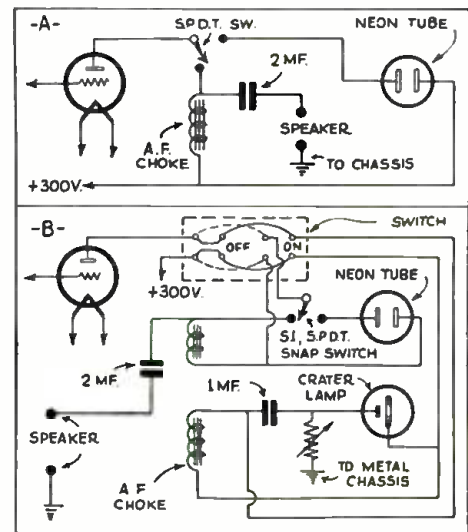 -A-
S.P.D.T. SW.
NEON TUBE
2 MF.
SPEAKER
A.F.
CHOKE
TO CHASSIS
+300V.
-B-
SWITCH
OFF
ON
+300V.
NEON TUBE
S.I, S.P.D.T.
SNAP SWITCH
2 MF.
1 MF.
CRATER
LAMP
SPEAKER
A F
CHOKE
TO METAL
CHASSIS